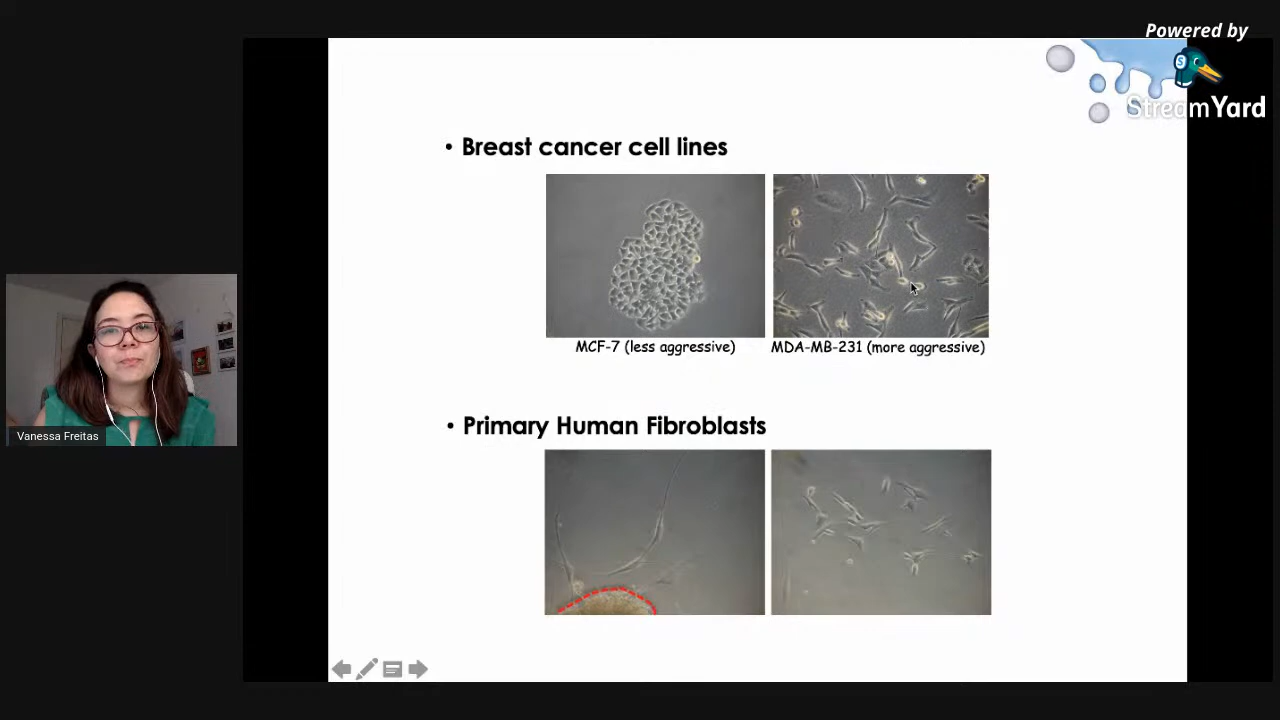 Powered by
StreamYard
• Breast cancer cell lines
MCF-7 (less aggressive)
MDA-MB-231 (more aggressive)
Vanessa Freitas
• Primary Human Fibroblasts